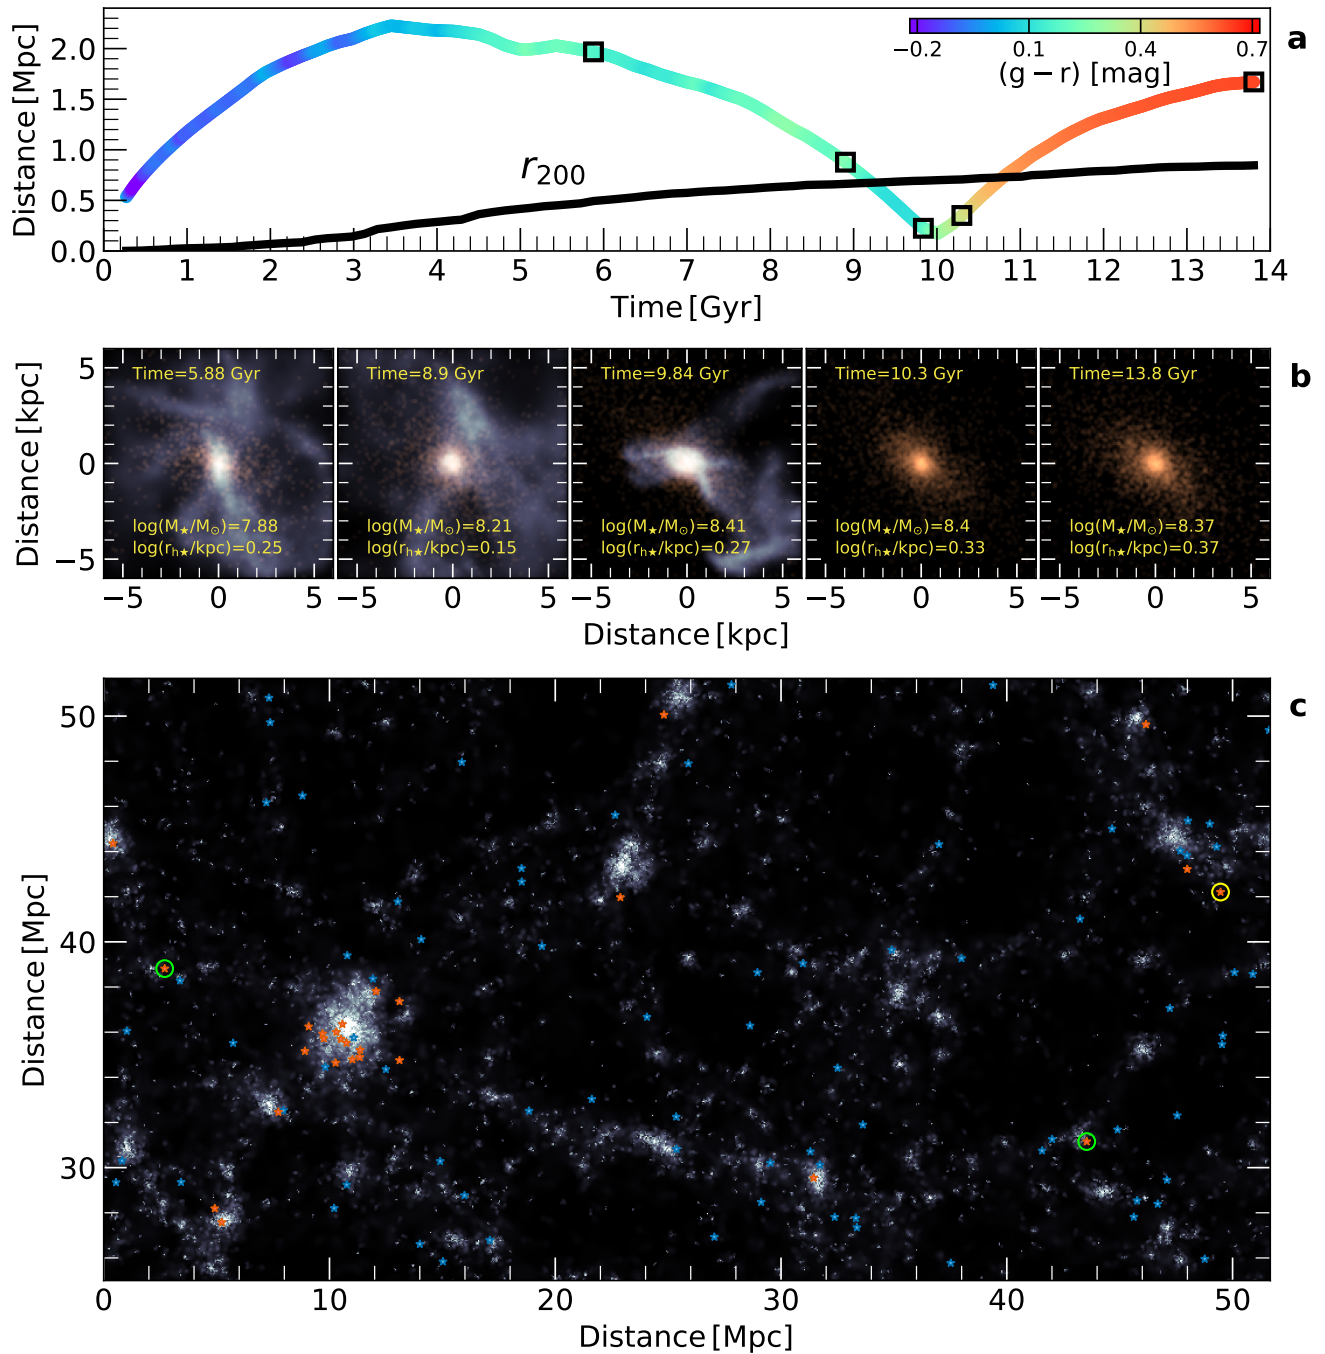 a
2.0
1.5
1.0
0.5
0.0
Distance [Mpc]
−0.2 0.1 0.4 0.7
(g − r) [mag]
r200
0 1 2 3 4 5 6 7 8 9 10 11 12 13 14
Time [Gyr]
b
5
0
−5
Distance [kpc]
Time=5.88 Gyr
log(M★/M⊙)=7.88
log(rh★/kpc)=0.25
Time=8.9 Gyr
log(M★/M⊙)=8.21
log(rh★/kpc)=0.15
Time=9.84 Gyr
log(M★/M⊙)=8.41
log(rh★/kpc)=0.27
Time=10.3 Gyr
log(M★/M⊙)=8.4
log(rh★/kpc)=0.33
Time=13.8 Gyr
log(M★/M⊙)=8.37
log(rh★/kpc)=0.37
−5 0 5 −5 0 5 −5 0 5 −5 0 5 −5 0 5
Distance [kpc]
c
50
40
30
Distance [Mpc]
0 10 20 30 40 50
Distance [Mpc]